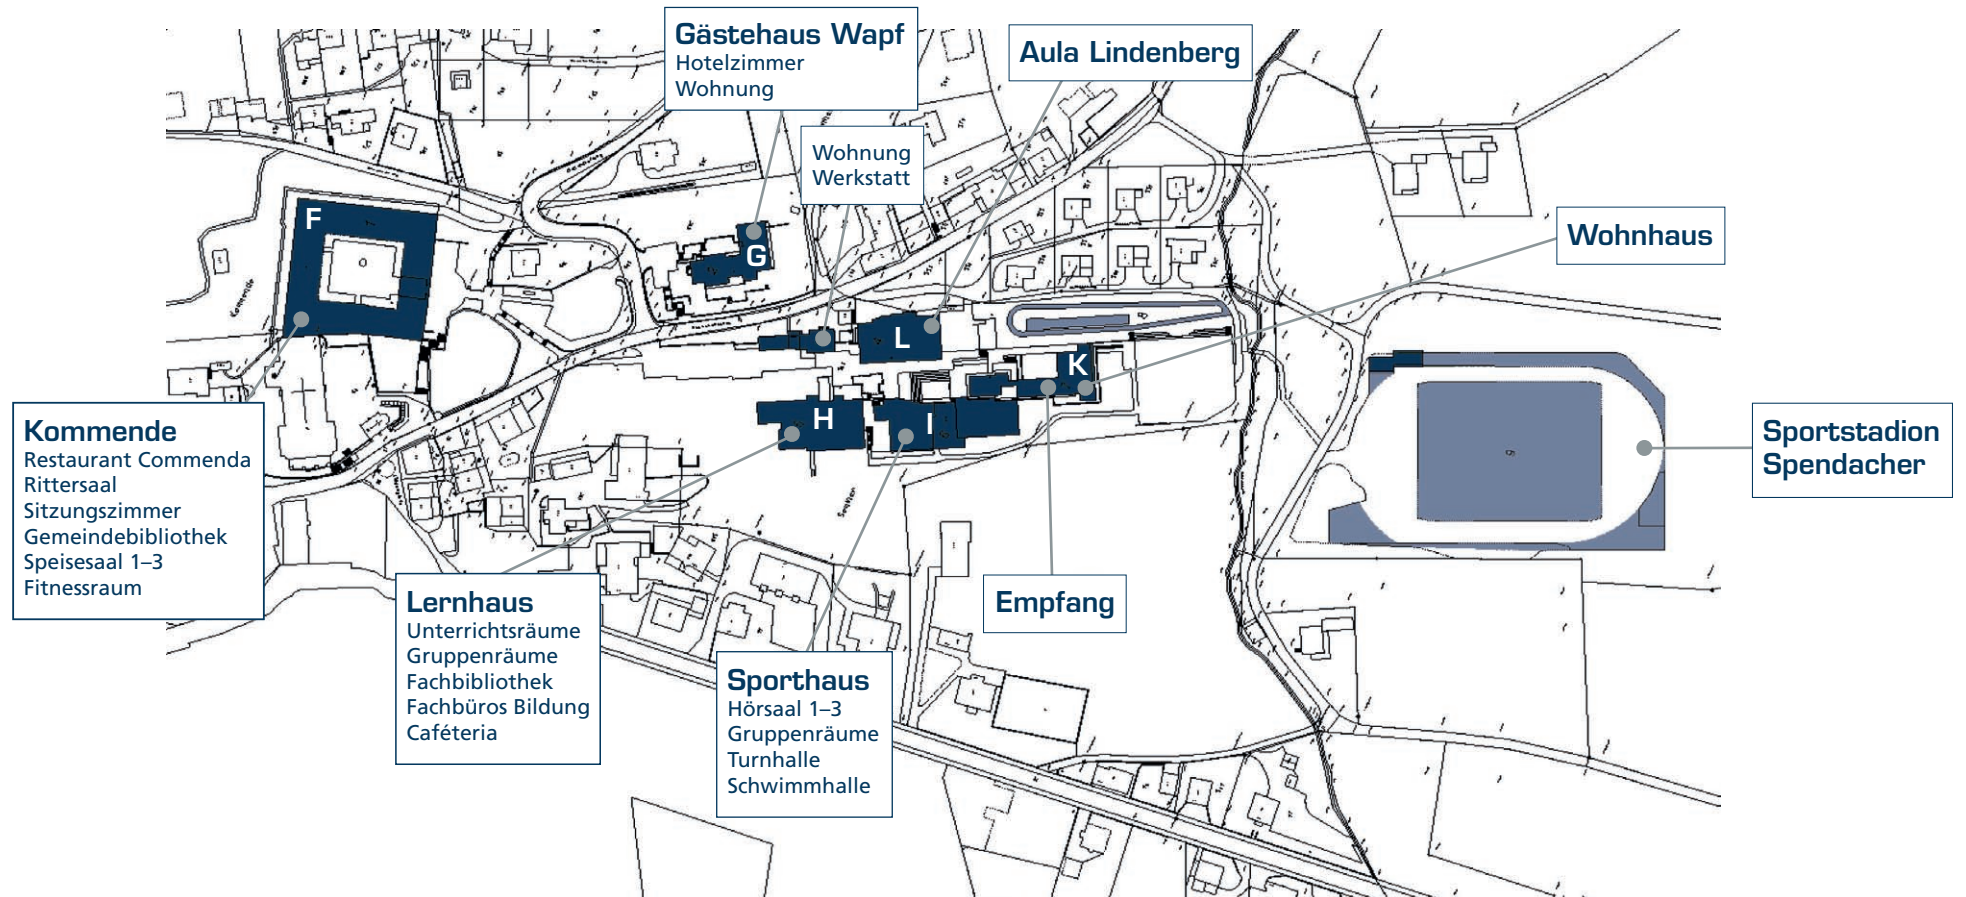 Gästehaus Wapf
Hotelzimmer
Wohnung
Aula Lindenberg
Wohnung
Werkstatt
Wohnhaus
F
G
L
K
H
I
Kommende
Restaurant Commenda
Rittersaal
Sitzungszimmer
Gemeindebibliothek
Speisesaal 1–3
Fitnessraum
Sportstadion
Spendacher
Lernhaus
Unterrichtsräume
Gruppenräume
Fachbibliothek
Fachbüros Bildung
Caféteria
Empfang
Sporthaus
Hörsaal 1–3
Gruppenräume
Turnhalle
Schwimmhalle